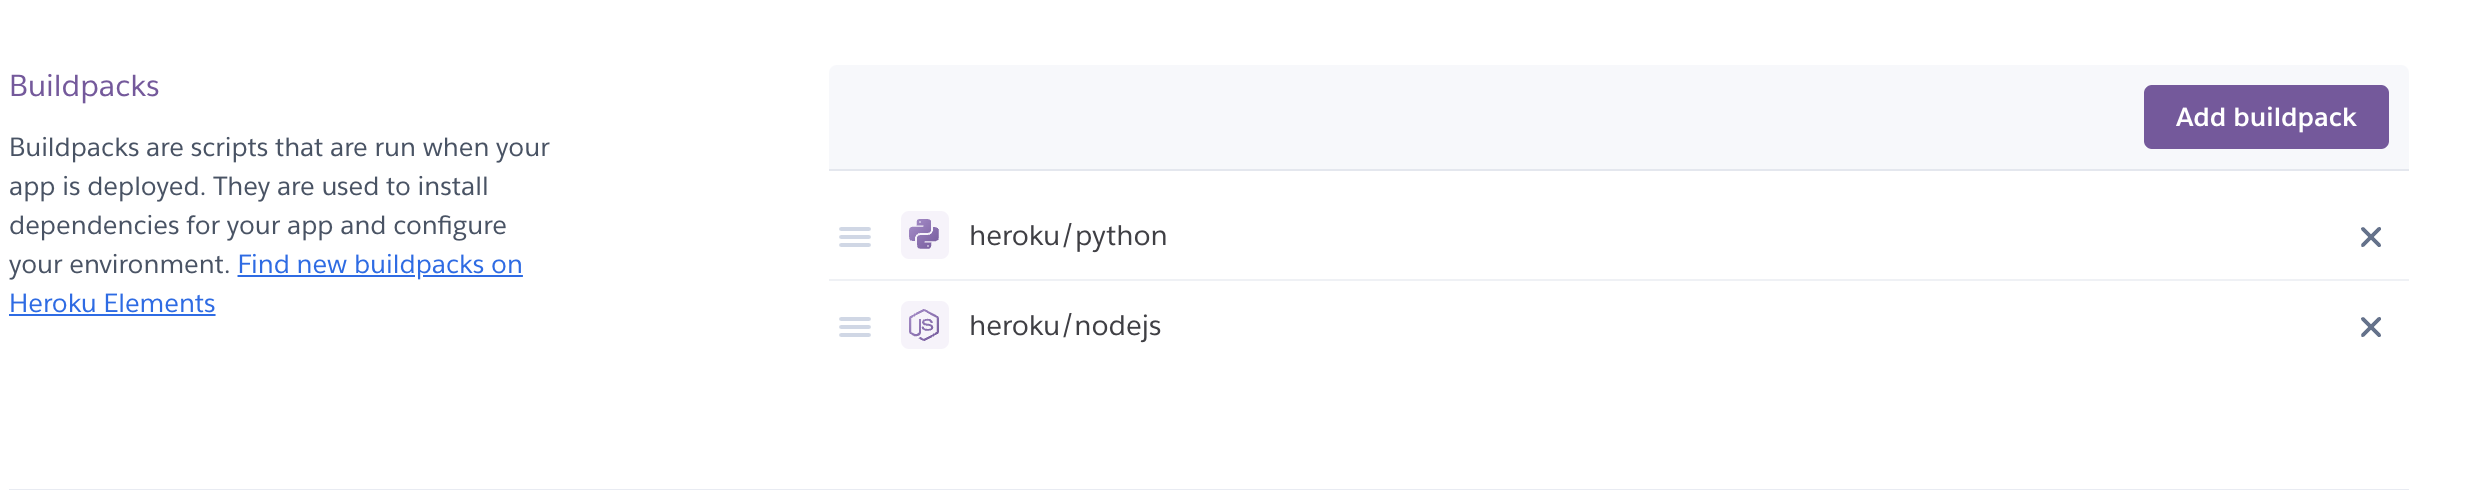 Buildpacks
Buildpacks are scripts that are run when your
app is deployed. They are used to install
dependencies for your app and configure
your environment. Find new buildpacks on
Heroku Elements
Add buildpack
heroku/python
JS heroku/nodejs